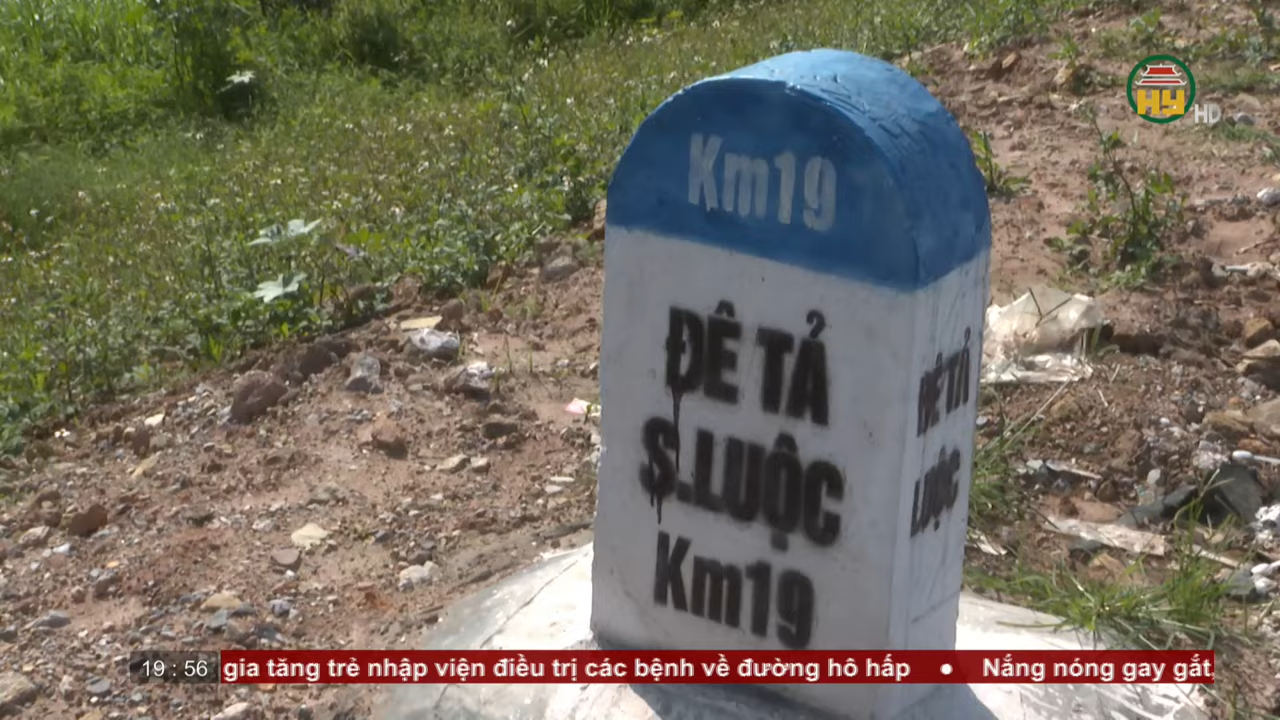 HY HD
Km19
ĐÊ TẢ
S.LUỘC
Km19
ĐÊ TẢ
LUỘC
19 : 56
gia tăng trẻ nhập viện điều trị các bệnh về đường hô hấp ● Nắng nóng gay gắt,